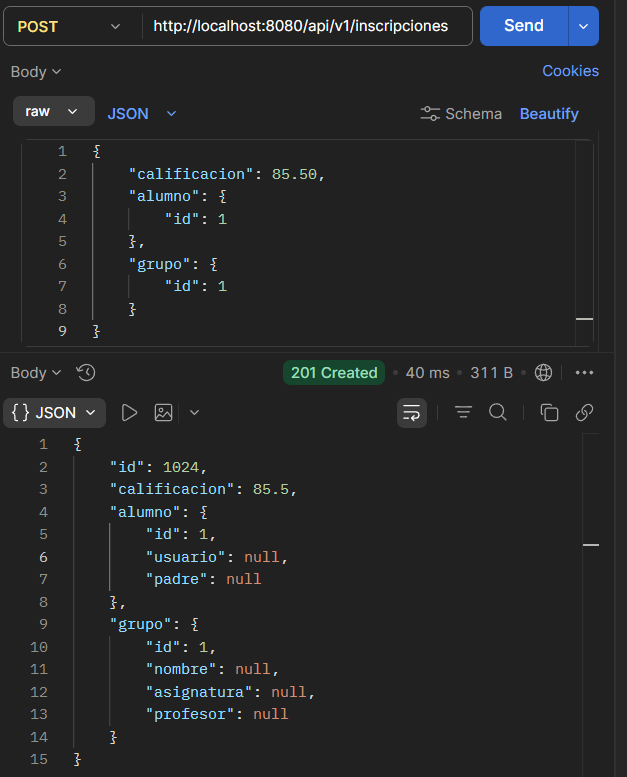 POST http://localhost:8080/api/v1/inscripciones Send
Body Cookies
raw JSON Schema Beautify
1 {
2 "calificacion": 85.50,
3 "alumno": {
4 "id": 1
5 },
6 "grupo": {
7 "id": 1
8 }
9 }
Body 201 Created • 40 ms • 311 B •
{} JSON
1 {
2 "id": 1024,
3 "calificacion": 85.5,
4 "alumno": {
5 "id": 1,
6 "usuario": null,
7 "padre": null
8 },
9 "grupo": {
10 "id": 1,
11 "nombre": null,
12 "asignatura": null,
13 "profesor": null
14 }
15 }